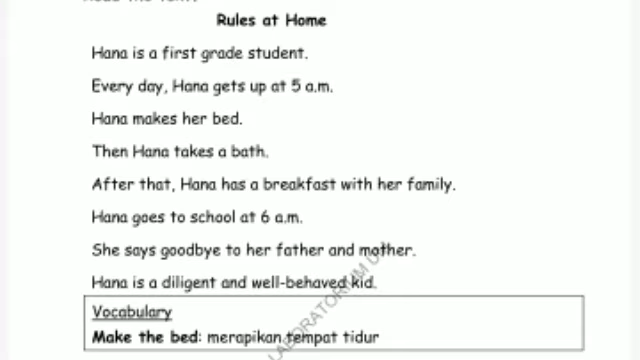 Rules at Home
Hana is a first grade student.
Every day, Hana gets up at 5 a.m.
Hana makes her bed.
Then Hana takes a bath.
After that, Hana has a breakfast with her family.
Hana goes to school at 6 a.m.
She says goodbye to her father and mother.
Hana is a diligent and well-behaved kid.
Vocabulary
Make the bed: merapikan tempat tidur
LABORATORIUM